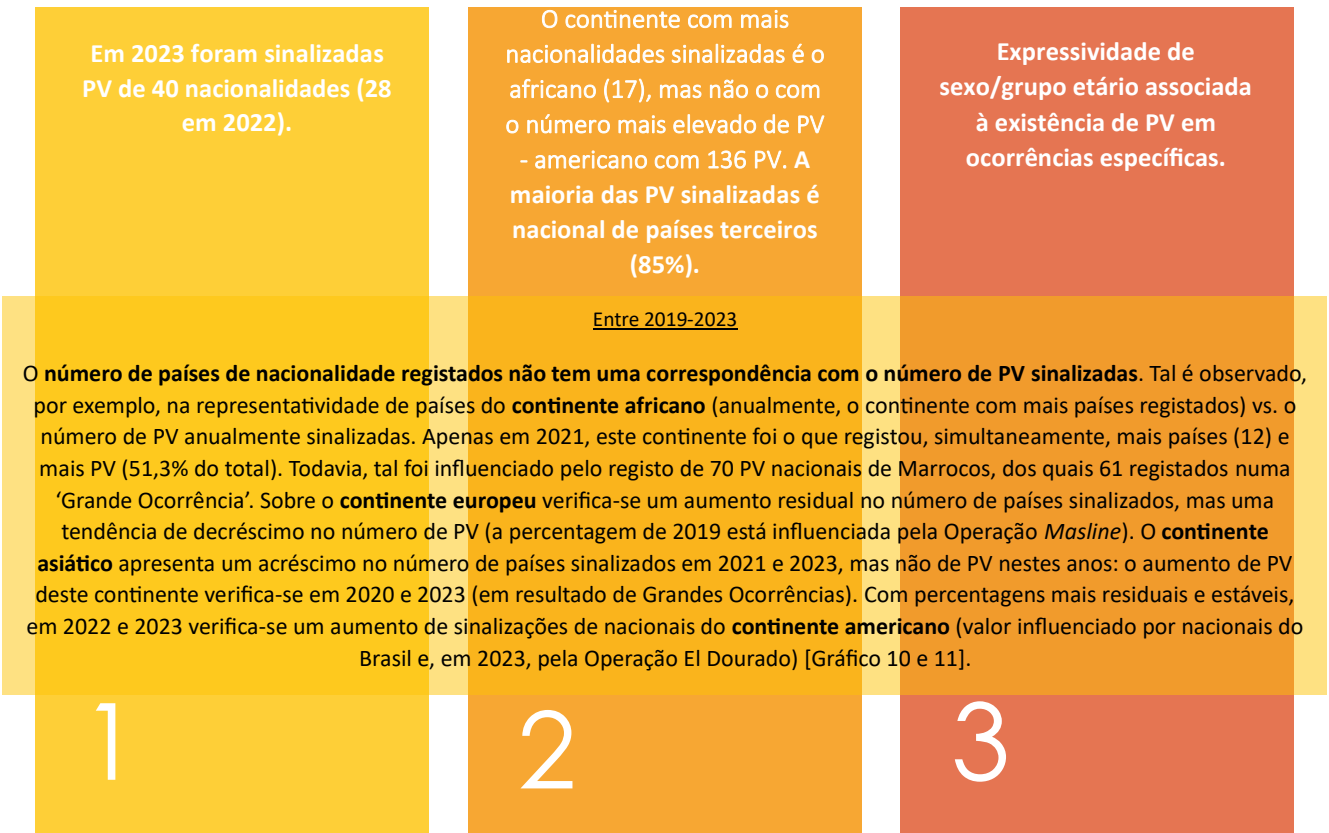 Em 2023 foram sinalizadas
PV de 40 nacionalidades (28
em 2022).
O continente com mais
nacionalidades sinalizadas é o
africano (17), mas não o com
o número mais elevado de PV
- americano com 136 PV. A
maioria das PV sinalizadas é
nacional de países terceiros
(85%).
Expressividade de
sexo/grupo etário associada
à existência de PV em
ocorrências específicas.
Entre 2019-2023
O número de países de nacionalidade registados não tem uma correspondência com o número de PV sinalizadas. Tal é observado,
por exemplo, na representatividade de países do continente africano (anualmente, o continente com mais países registados) vs. o
número de PV anualmente sinalizadas. Apenas em 2021, este continente foi o que registou, simultaneamente, mais países (12) e
mais PV (51,3% do total). Todavia, tal foi influenciado pelo registo de 70 PV nacionais de Marrocos, dos quais 61 registados numa
‘Grande Ocorrência’. Sobre o continente europeu verifica-se um aumento residual no número de países sinalizados, mas uma
tendência de decréscimo no número de PV (a percentagem de 2019 está influenciada pela Operação Masline). O continente
asiático apresenta um acréscimo no número de países sinalizados em 2021 e 2023, mas não de PV nestes anos: o aumento de PV
deste continente verifica-se em 2020 e 2023 (em resultado de Grandes Ocorrências). Com percentagens mais residuais e estáveis,
em 2022 e 2023 verifica-se um aumento de sinalizações de nacionais do continente americano (valor influenciado por nacionais do
Brasil e, em 2023, pela Operação El Dourado) [Gráfico 10 e 11].
1
2
3